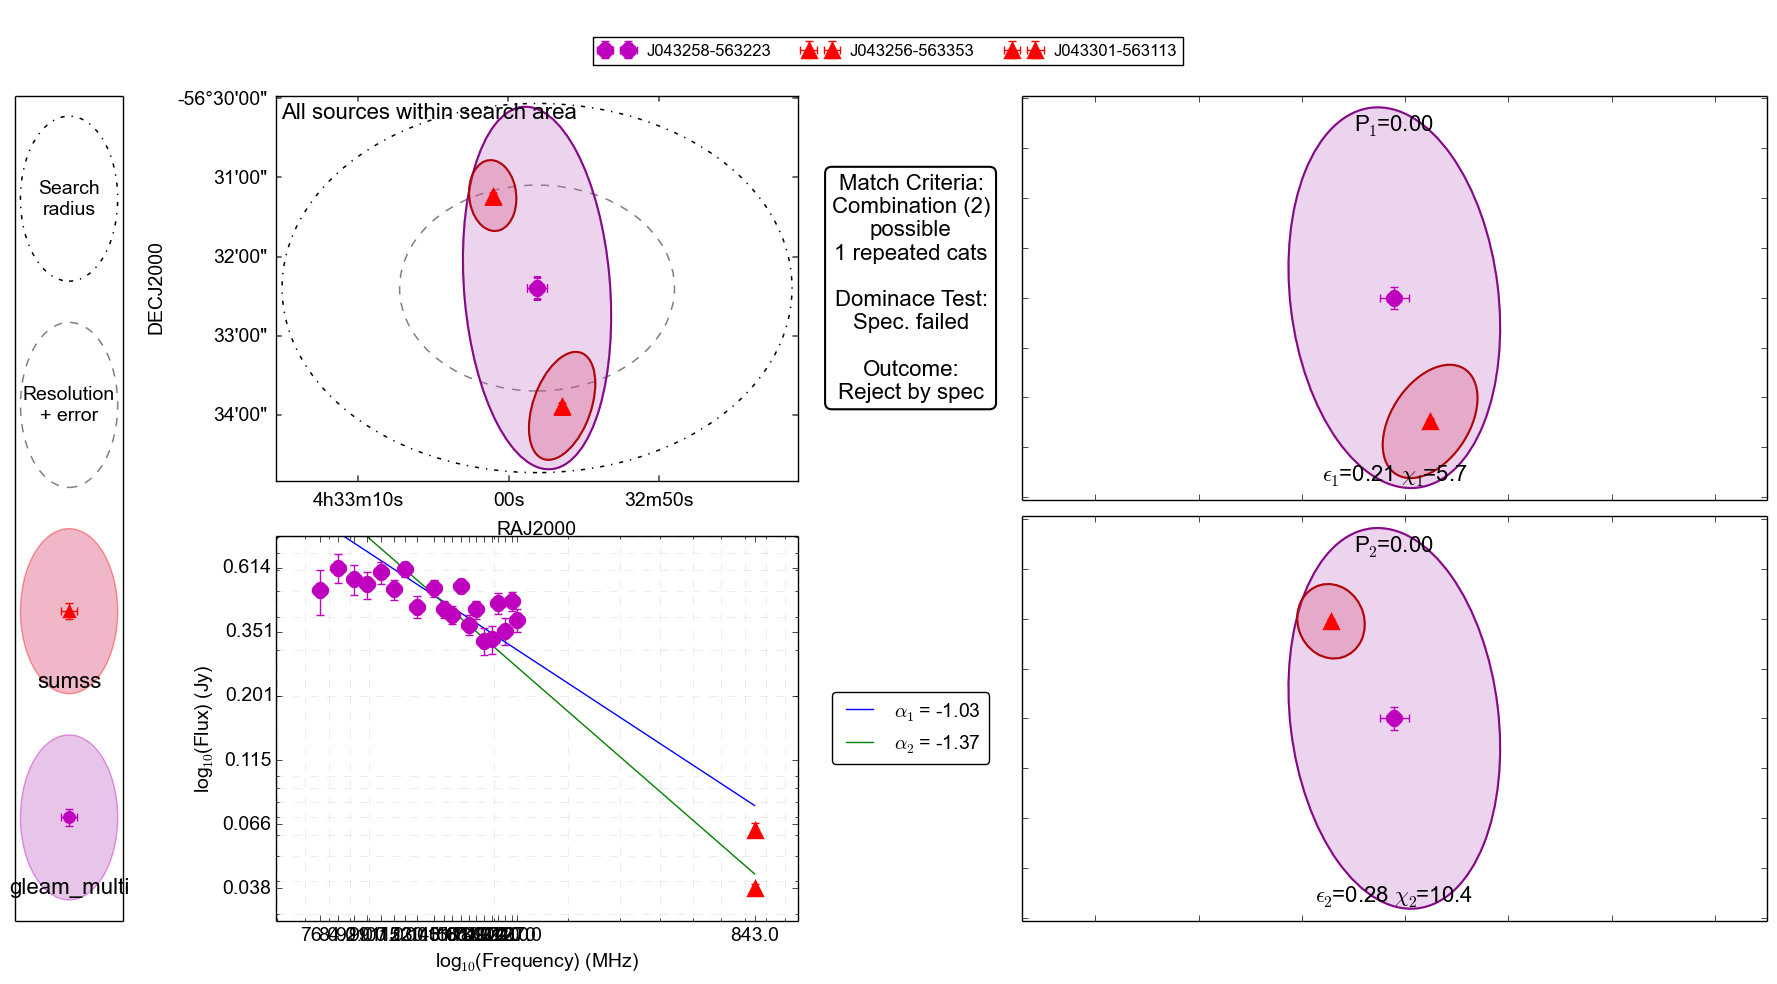 J043258-563223 J043256-563353 J043301-563113
Search
radius
Resolution
+ error
sumss
gleam_multi
All sources within search area
-56°30'00"
31'00"
32'00"
33'00"
34'00"
DECJ2000
4h33m10s 00s 32m50s
RAJ2000
Match Criteria:
Combination (2)
possible
1 repeated cats
Dominace Test:
Spec. failed
Outcome:
Reject by spec
P1=0.00
ϵ1=0.21 χ1=5.7
P2=0.00
ϵ2=0.28 χ2=10.4
0.614
0.351
0.201
0.115
0.066
0.038
log10(Flux) (Jy)
843.0
log10(Frequency) (MHz)
α1 = -1.03
α2 = -1.37